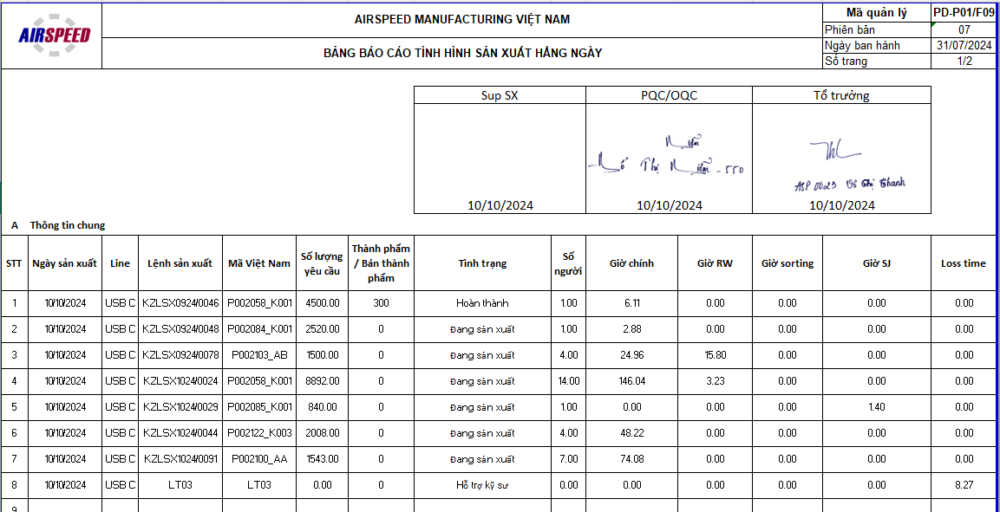 AIRSPEED
AIRSPEED MANUFACTURING VIỆT NAM
BẢNG BÁO CÁO TÌNH HÌNH SẢN XUẤT HẰNG NGÀY
Mã quản lý PD-P01/F09
Phiên bản 07
Ngày ban hành 31/07/2024
Số trang 1/2
Sup SX PQC/OQC Tổ trưởng
Thị
ASP 0023 Thị Thanh
10/10/2024 10/10/2024 10/10/2024
A Thông tin chung
STT Ngày sản xuất Line Lệnh sản xuất Mã Việt Nam Số lượng yêu cầu Thành phẩm / Bán thành phẩm Tình trạng Số người Giờ chính Giờ RW Giờ sorting Giờ SJ Loss time
1 10/10/2024 USB C KZLSX0924/0046 P002058_K001 4500.00 300 Hoàn thành 1.00 6.11 0.00 0.00 0.00 0.00
2 10/10/2024 USB C KZLSX0924/0048 P002084_K001 2520.00 0 Đang sản xuất 1.00 2.88 0.00 0.00 0.00 0.00
3 10/10/2024 USB C KZLSX0924/0078 P002103_AB 1500.00 0 Đang sản xuất 4.00 24.96 15.80 0.00 0.00 0.00
4 10/10/2024 USB C KZLSX1024/0024 P002058_K001 8892.00 0 Đang sản xuất 14.00 146.04 3.23 0.00 0.00 0.00
5 10/10/2024 USB C KZLSX1024/0029 P002085_K001 840.00 0 Đang sản xuất 1.00 0.00 0.00 0.00 1.40 0.00
6 10/10/2024 USB C KZLSX1024/0044 P002122_K003 2008.00 0 Đang sản xuất 4.00 48.22 0.00 0.00 0.00 0.00
7 10/10/2024 USB C KZLSX1024/0091 P002100_AA 1543.00 0 Đang sản xuất 7.00 74.08 0.00 0.00 0.00 0.00
8 10/10/2024 USB C LT03 LT03 0.00 0 Hỗ trợ kỹ sư 0.00 0.00 0.00 0.00 0.00 8.27
9